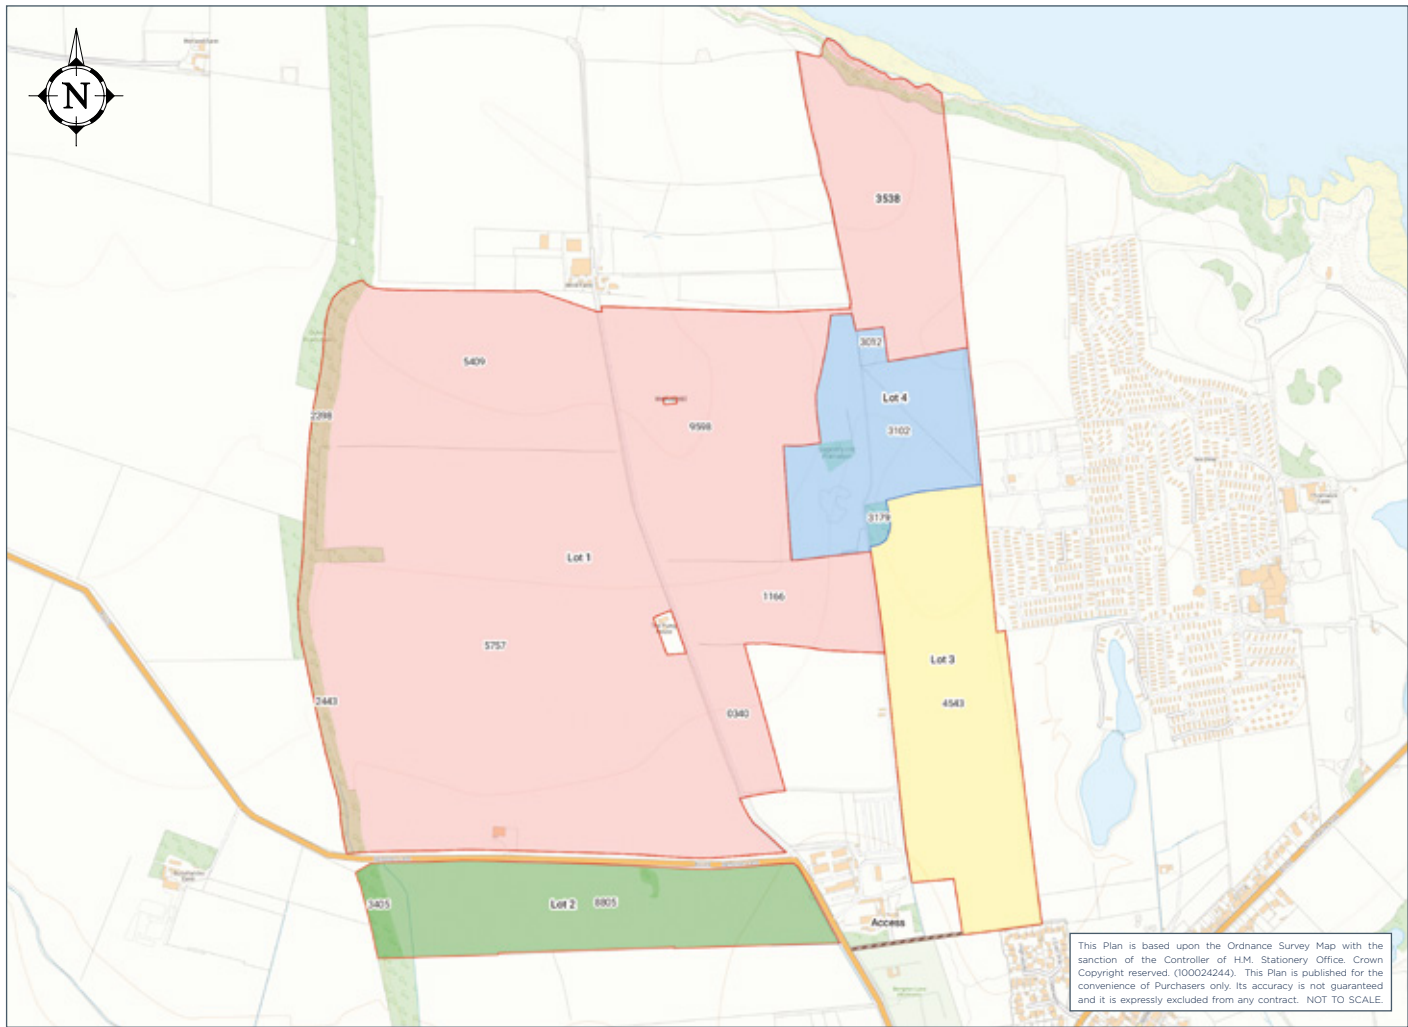 N
3538
3012
5409
Lot 4
2398
9598
3102
3179
Lot 1
1166
5757
Lot 3
2443
0340
4543
3405
Lot 2 8805
Access
This Plan is based upon the Ordnance Survey Map with the
sanction of the Controller of H.M. Stationery Office. Crown
Copyright reserved. (100024244). This Plan is published for the
convenience of Purchasers only. Its accuracy is not guaranteed
and it is expressly excluded from any contract. NOT TO SCALE.